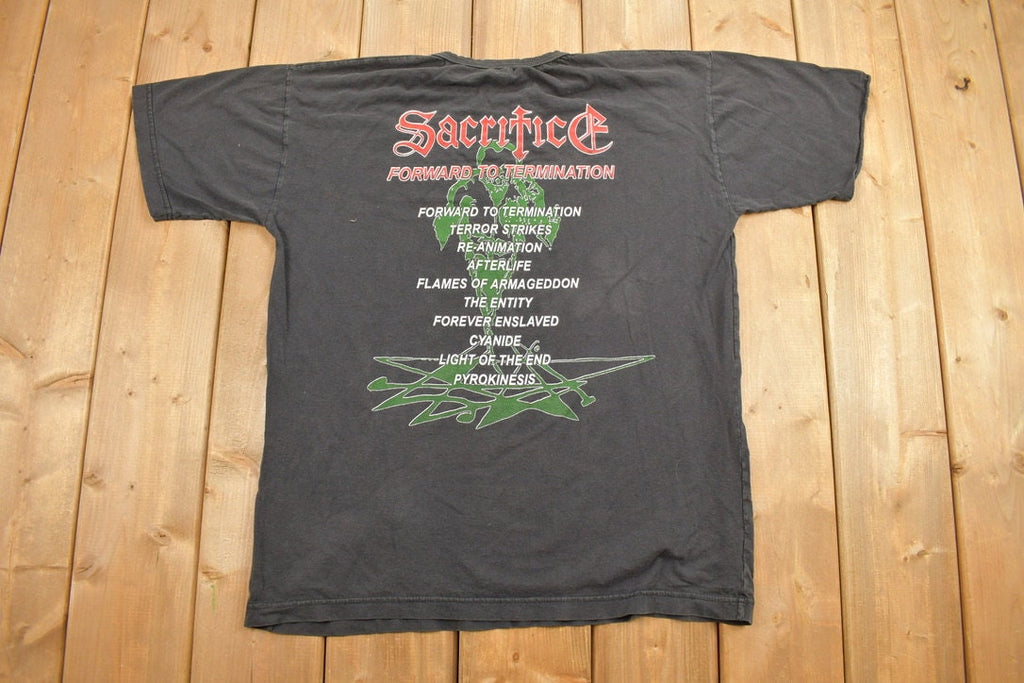 Sacrifice
FORWARD TO TERMINATION
FORWARD TO TERMINATION
TERROR STRIKES
RE-ANIMATION
AFTERLIFE
FLAMES OF ARMAGEDDON
THE ENTITY
FOREVER ENSLAVED
CYANIDE
LIGHT OF THE END
PYROKINESIS